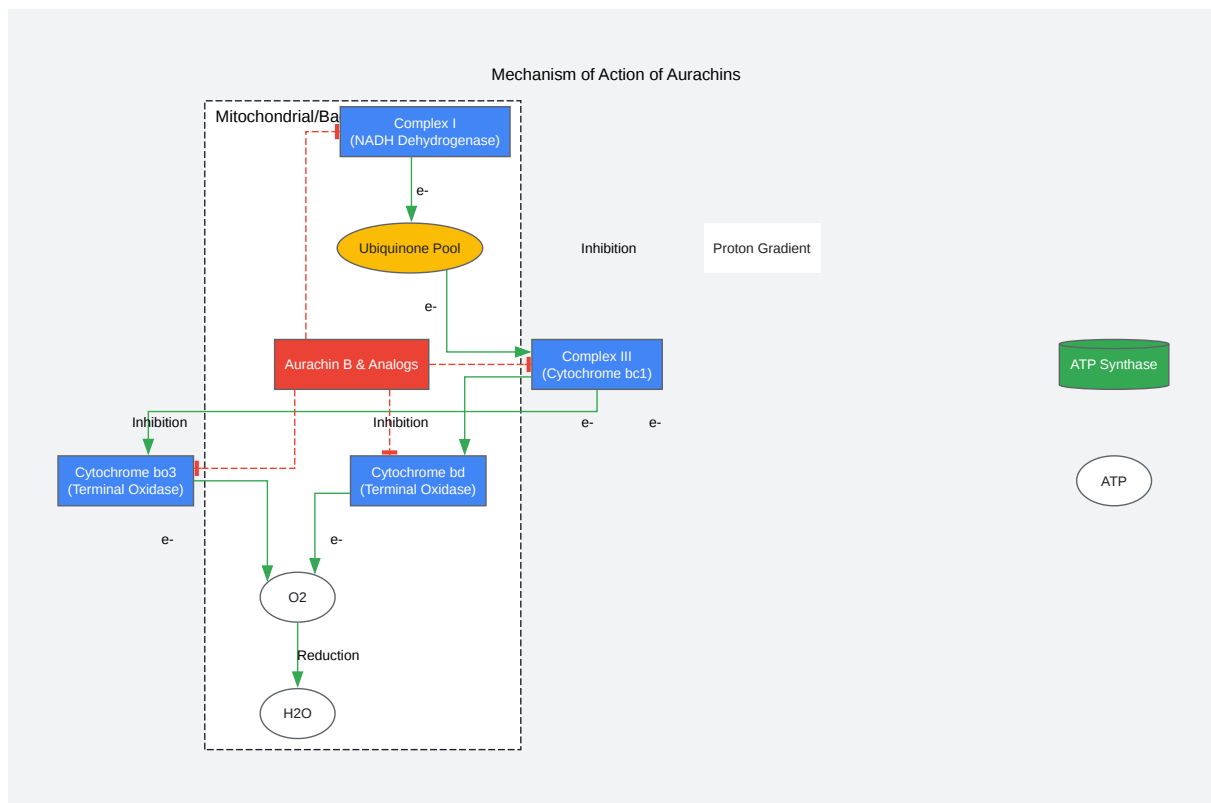 Mechanism of Action of Aurachins
Mitochondrial/Ba
Complex I
(NADH Dehydrogenase)
e-
Ubiquinone Pool
Inhibition
Proton Gradient
e-
Aurachin B & Analogs
Complex III
(Cytochrome bc1)
ATP Synthase
Inhibition
Inhibition
e-
e-
Cytochrome bo3
(Terminal Oxidase)
Cytochrome bd
(Terminal Oxidase)
ATP
e-
e-
O2
Reduction
H2O